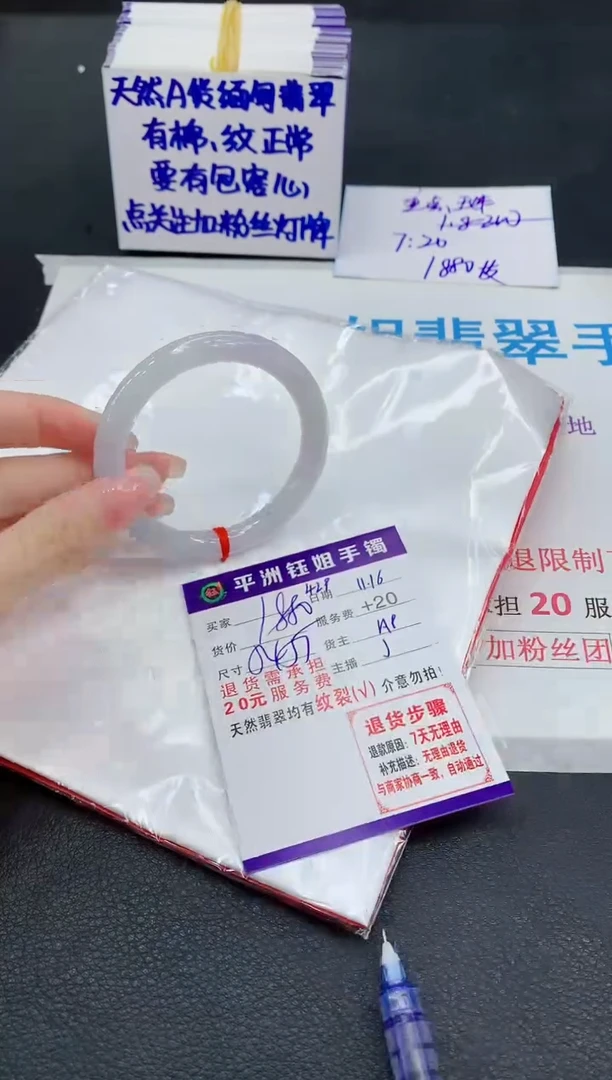 天然A货缅甸翡翠
有棉、纹正常
要有包容心
点关注加粉丝灯牌
7:20
1880
姐翡翠手
地
退限制
担 20 服
加粉丝团
平洲钰姐手镯
买家
日期 11.16
货价 1880
服务费 +20
尺寸
货主
主播 J
退货需承担
20元服务费
天然翡翠均有纹裂(√) 介意勿拍!
退货步骤
退款原因:7天无理由
补充描述:无理由退货
与商家协商一致,自动通过